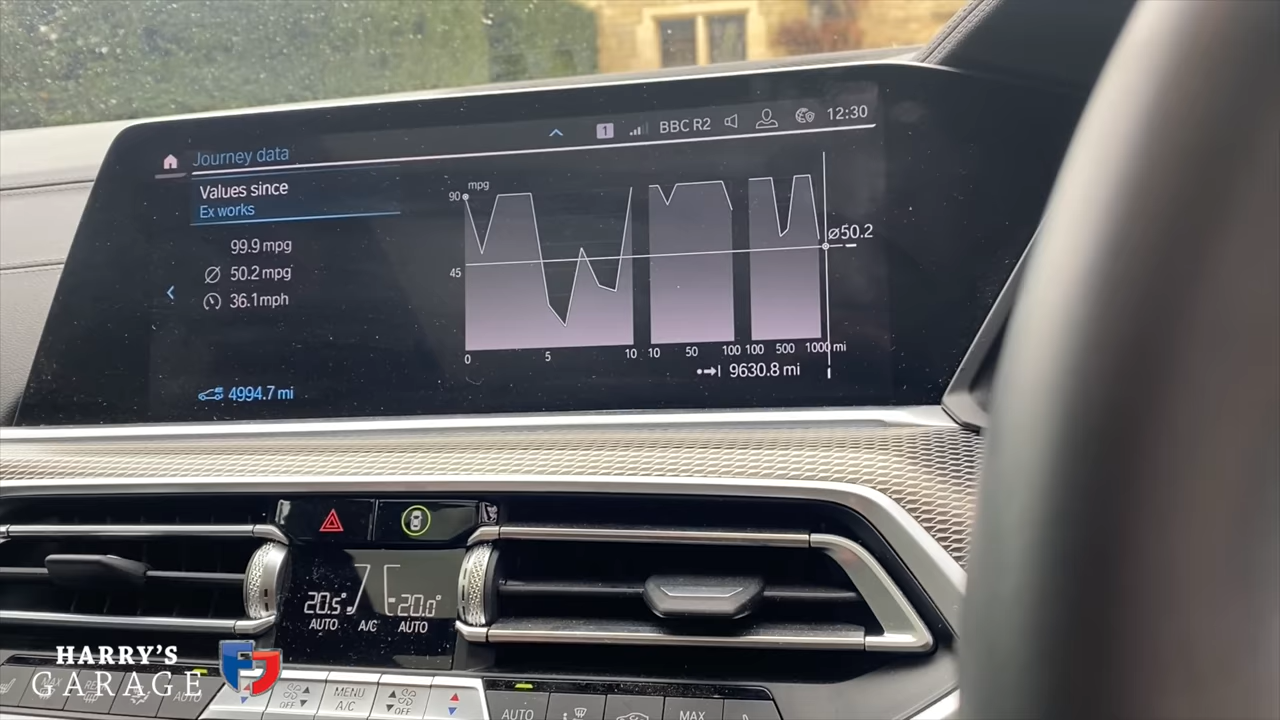 1 BBC R2 12:30
Journey data
Values since
Ex works
99.9 mpg
Ø 50.2 mpg
36.1mph
4994.7 mi
mpg
90
45
ø50.2
0 5 10 10 50 100 100 500 1000 mi
9630.8 mi
20.5° 20.0°
AUTO A/C AUTO
HARRY'S
GARAGE
AUTO
OFF
MENU
A/C
OFF
AUTO
MAX